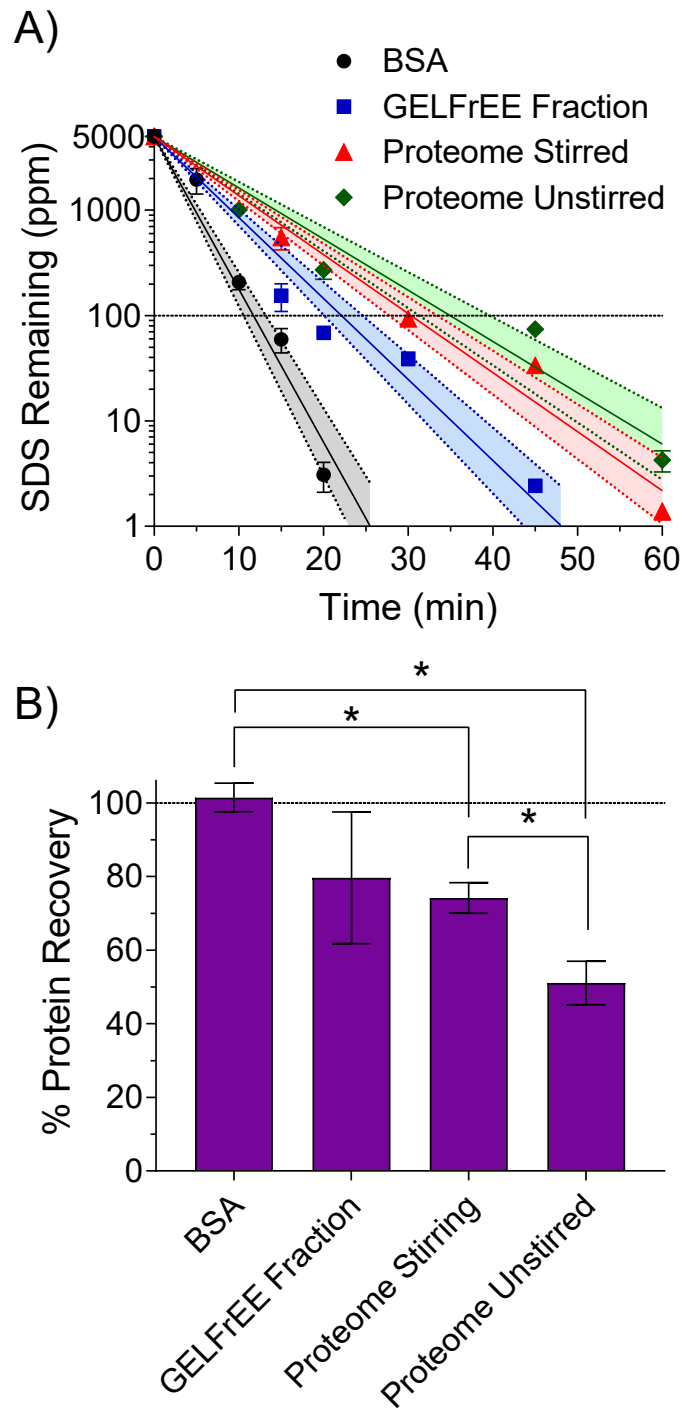 A)
BSA
GELFrEE Fraction
Proteome Stirred
Proteome Unstirred
SDS Remaining (ppm)
5000
1000
100
10
1
0 10 20 30 40 50 60
Time (min)
B)
*
*
*
% Protein Recovery
100
80
60
40
20
0
BSA
GELFrEE Fraction
Proteome Stirring
Proteome Unstirred